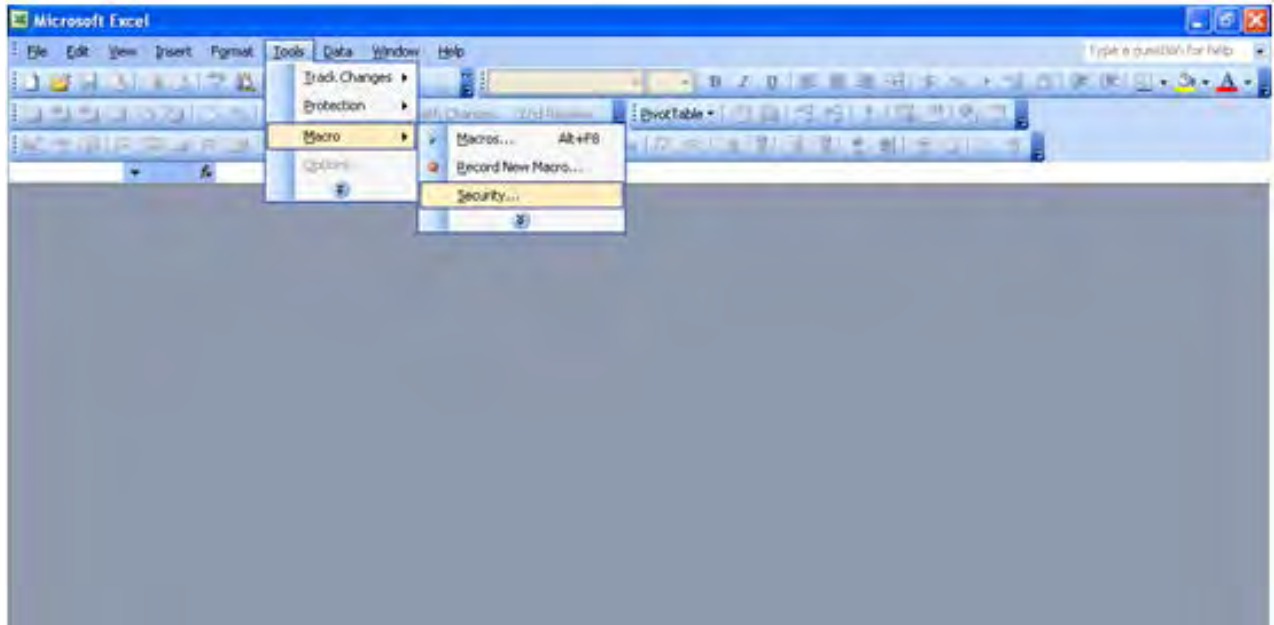 Microsoft Excel
File Edit View Insert Format Tools Data Window Help Type a question for help
Track Changes
Protection
PivotTable
Macro
Macros... Alt+F8
Options...
Record New Macro...
Security...